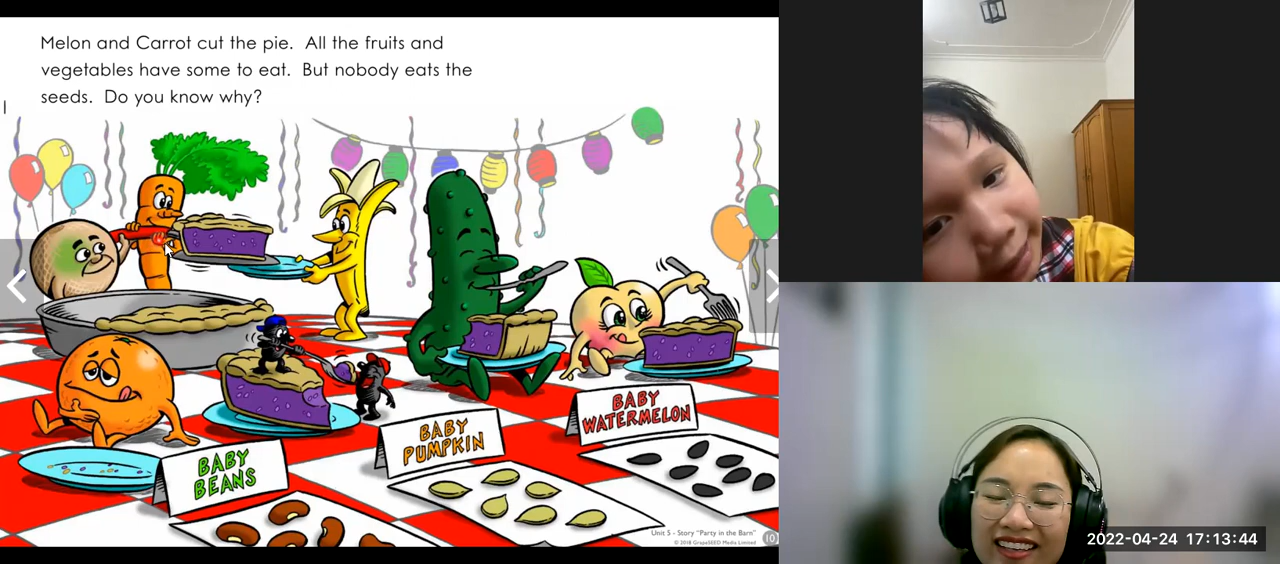 Melon and Carrot cut the pie. All the fruits and
vegetables have some to eat. But nobody eats the
seeds. Do you know why?
BABY
WATERMELON
BABY
PUMPKIN
BABY
BEANS
Unit 5 - Story "Party in the Barn"
© 2018 GrapeSEED Media Limited
10
2022-04-24 17:13:44